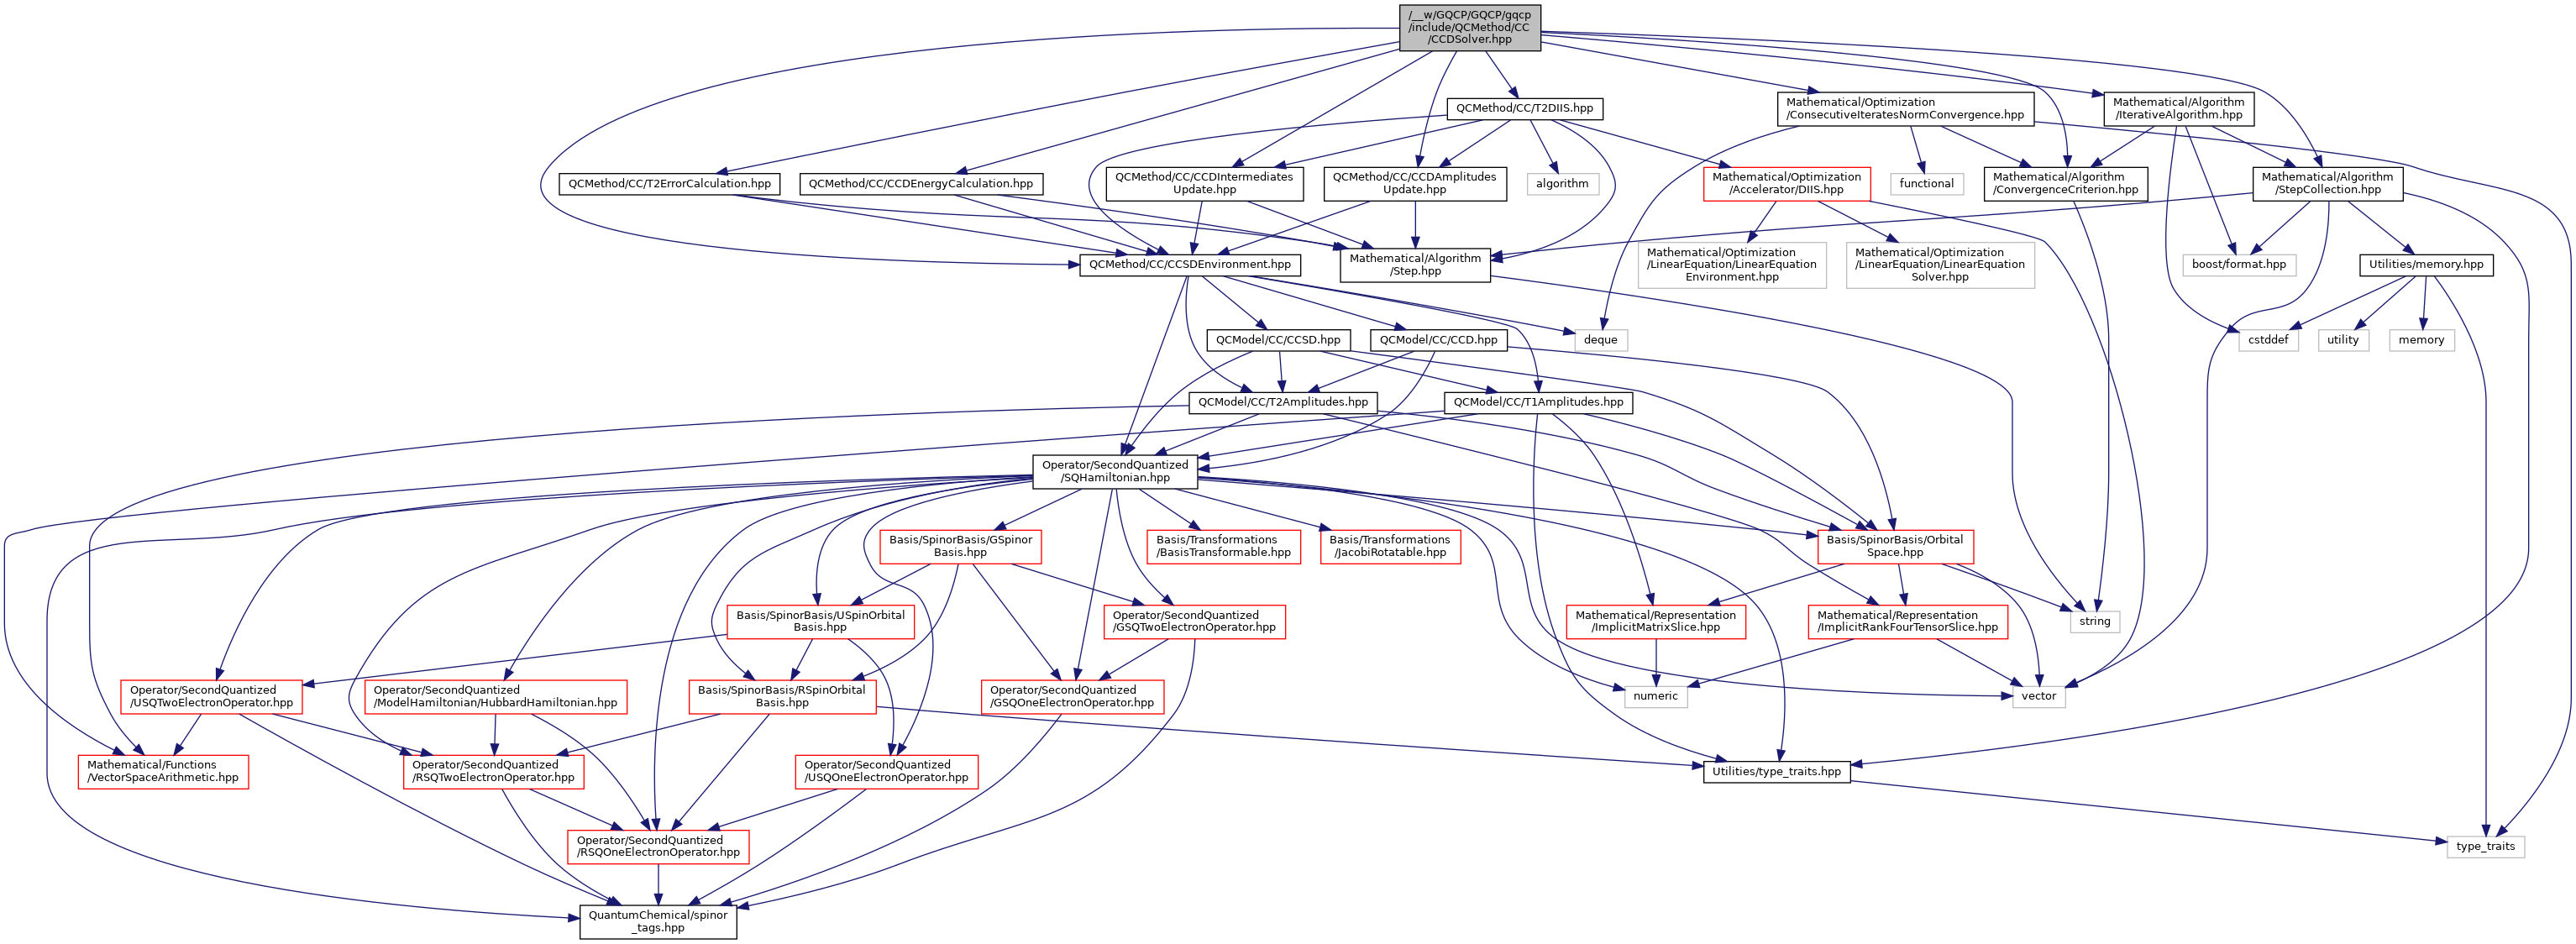 /__w/GQCP/GQCP/gqcp
/include/QCMethod/CC
/CCDSolver.hpp
QCMethod/CC/T2DIIS.hpp
Mathematical/Optimization
/ConsecutiveIteratesNormConvergence.hpp
Mathematical/Algorithm
/IterativeAlgorithm.hpp
QCMethod/CC/T2ErrorCalculation.hpp
QCMethod/CC/CCDEnergyCalculation.hpp
QCMethod/CC/CCDIntermediates
Update.hpp
QCMethod/CC/CCDAmplitudes
Update.hpp
algorithm
Mathematical/Optimization
/Accelerator/DIIS.hpp
functional
Mathematical/Algorithm
/ConvergenceCriterion.hpp
Mathematical/Algorithm
/StepCollection.hpp
QCMethod/CC/CCSDEnvironment.hpp
Mathematical/Algorithm
/Step.hpp
Mathematical/Optimization
/LinearEquation/LinearEquation
Environment.hpp
Mathematical/Optimization
/LinearEquation/LinearEquation
Solver.hpp
boost/format.hpp
Utilities/memory.hpp
QCModel/CC/CCSD.hpp
QCModel/CC/CCD.hpp
deque
cstddef
utility
memory
QCModel/CC/T2Amplitudes.hpp
QCModel/CC/T1Amplitudes.hpp
Operator/SecondQuantized
/SQHamiltonian.hpp
Basis/SpinorBasis/GSpinor
Basis.hpp
Basis/Transformations
/BasisTransformable.hpp
Basis/Transformations
/JacobiRotatable.hpp
Basis/SpinorBasis/Orbital
Space.hpp
Basis/SpinorBasis/USpinOrbital
Basis.hpp
Operator/SecondQuantized
/GSQTwoElectronOperator.hpp
Mathematical/Representation
/ImplicitMatrixSlice.hpp
Mathematical/Representation
/ImplicitRankFourTensorSlice.hpp
string
Operator/SecondQuantized
/USQTwoElectronOperator.hpp
Operator/SecondQuantized
/ModelHamiltonian/HubbardHamiltonian.hpp
Basis/SpinorBasis/RSpinOrbital
Basis.hpp
Operator/SecondQuantized
/GSQOneElectronOperator.hpp
numeric
vector
Mathematical/Functions
/VectorSpaceArithmetic.hpp
Operator/SecondQuantized
/RSQTwoElectronOperator.hpp
Operator/SecondQuantized
/USQOneElectronOperator.hpp
Utilities/type_traits.hpp
Operator/SecondQuantized
/RSQOneElectronOperator.hpp
type_traits
QuantumChemical/spinor
_tags.hpp